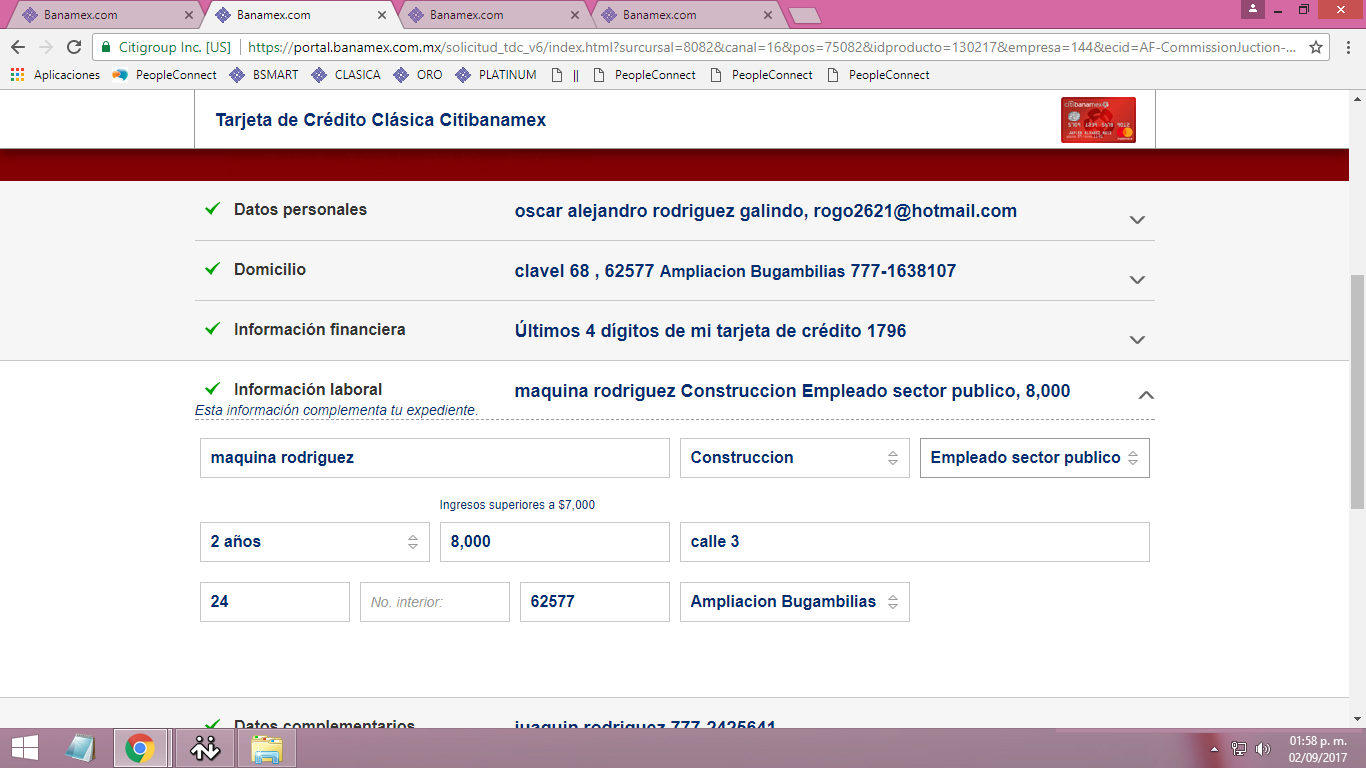 Banamex.com
Banamex.com
Banamex.com
Banamex.com
Citigroup Inc. [US] https://portal.banamex.com.mx/solicitud_tdc_v6/index.html?surcursal=8082&canal=16&pos=75082&idproducto=130217&empresa=144&ecid=AF-CommissionJuction-...
Aplicaciones PeopleConnect BSMART CLASICA ORO PLATINUM || PeopleConnect PeopleConnect PeopleConnect
Tarjeta de Crédito Clásica Citibanamex
citibanamex
Datos personales oscar alejandro rodriguez galindo, rogo2621@hotmail.com
Domicilio clavel 68 , 62577 Ampliacion Bugambilias 777-1638107
Información financiera Últimos 4 dígitos de mi tarjeta de crédito 1796
Información laboral maquina rodriguez Construccion Empleado sector publico, 8,000
Esta información complementa tu expediente.
maquina rodriguez Construccion Empleado sector publico
Ingresos superiores a $7,000
2 años 8,000 calle 3
24 No. interior: 62577 Ampliacion Bugambilias
Datos complementarios juaquin rodriguez 777-2425641
01:58 p. m.
02/09/2017